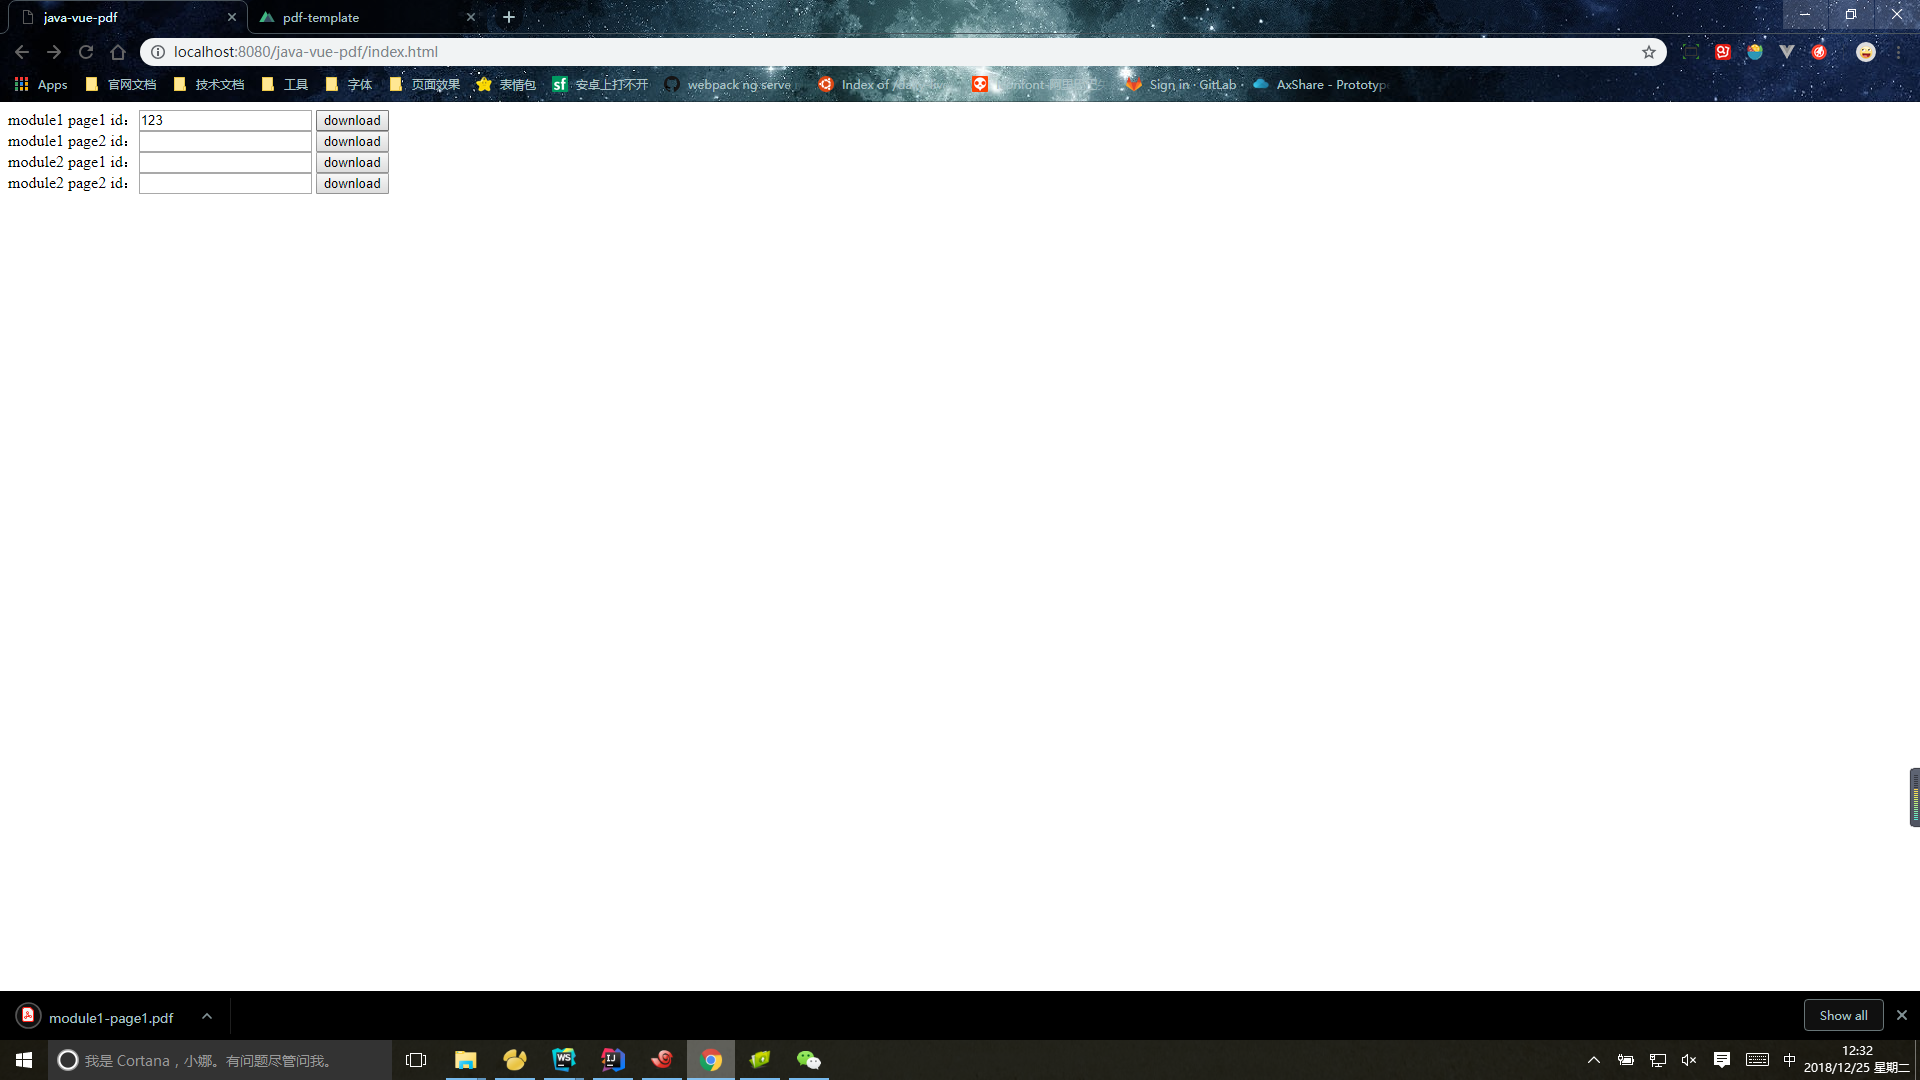 java-vue-pdf
pdf-template
localhost:8080/java-vue-pdf/index.html
Apps
官网文档
技术文档
工具
字体
页面效果
表情包
sf 安卓上打不开
webpack ng serve
Index of
Sign in · GitLab ·
AxShare - Prototype
module1 page1 id： 123 download
module1 page2 id： download
module2 page1 id： download
module2 page2 id： download
module1-page1.pdf
Show all
我是 Cortana，小娜。有问题尽管问我。
WS
IJ
中
12:32
2018/12/25 星期二